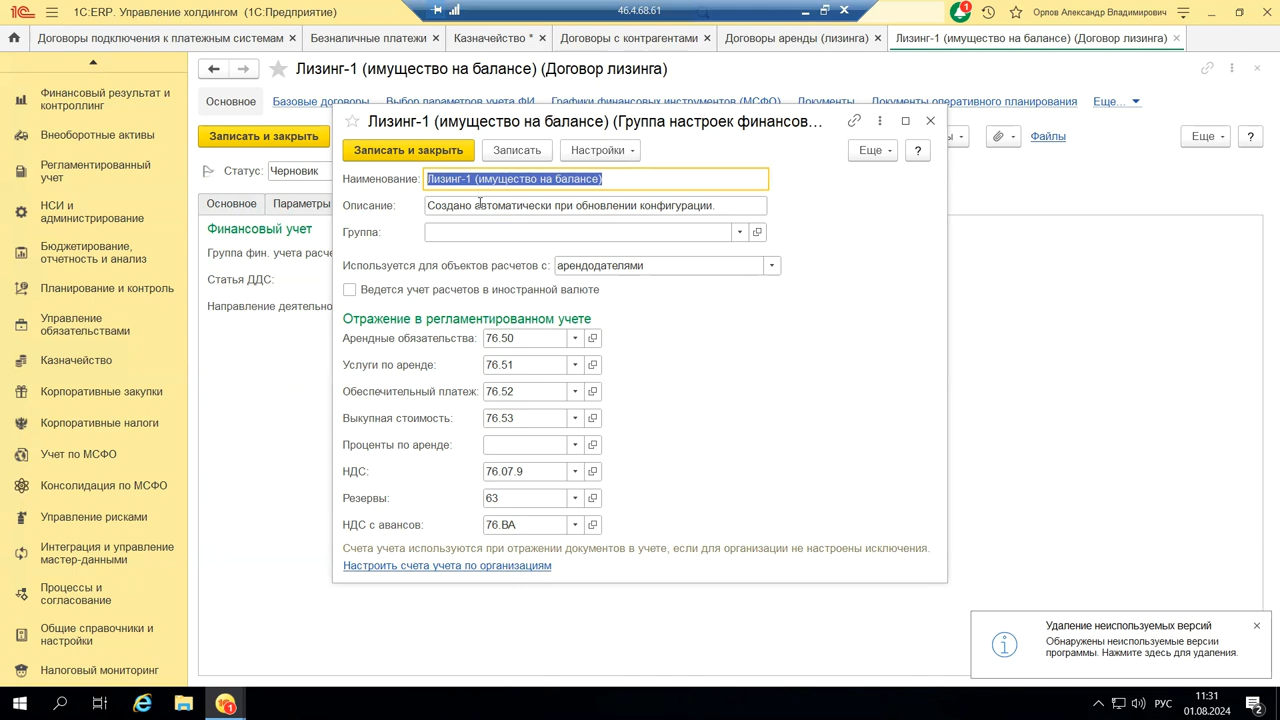 1С:ERP. Управление холдингом (1С:Предприятие)
46.4.68.61
1
Орлов Александр Владимирович
Договоры подключения к платежным системам
Безналичные платежи
Казначейство *
Договоры с контрагентами
Договоры аренды (лизинга)
Лизинг-1 (имущество на балансе) (Договор лизинга)
Финансовый результат и
контроллинг
Внеоборотные активы
Регламентированный
учет
НСИ и
администрирование
Бюджетирование,
отчетность и анализ
Планирование и контроль
Управление
обязательствами
Казначейство
Корпоративные закупки
Корпоративные налоги
Учет по МСФО
Консолидация по МСФО
Управление рисками
Интеграция и управление
мастер-данными
Процессы и
согласование
Общие справочники и
настройки
Налоговый мониторинг
Лизинг-1 (имущество на балансе) (Договор лизинга)
Основное
Базовые договоры
Выбор параметров учета ФИ
Графики финансовых инструментов (МСФО)
Документы
Документы оперативного планирования
Еще...
Записать и закрыть
Файлы
Еще
?
Статус:
Черновик
Основное
Параметры
Финансовый учет
Группа фин. учета расче
Статья ДДС:
Направление деятельно
Лизинг-1 (имущество на балансе) (Группа настроек финансов...
Записать и закрыть
Записать
Настройки
Еще
?
Наименование:
Лизинг-1 (имущество на балансе)
Описание:
Создано автоматически при обновлении конфигурации.
Группа:
Используется для объектов расчетов с:
арендодателями
Ведется учет расчетов в иностранной валюте
Отражение в регламентированном учете
Арендные обязательства:
76.50
Услуги по аренде:
76.51
Обеспечительный платеж:
76.52
Выкупная стоимость:
76.53
Проценты по аренде:
НДС:
76.07.9
Резервы:
63
НДС с авансов:
76.ВА
Счета учета используются при отражении документов в учете, если для организации не настроены исключения.
Настроить счета учета по организациям
Удаление неиспользуемых версий
Обнаружены неиспользуемые версии
программы. Нажмите здесь для удаления.
1
РУС
11:31
01.08.2024
2